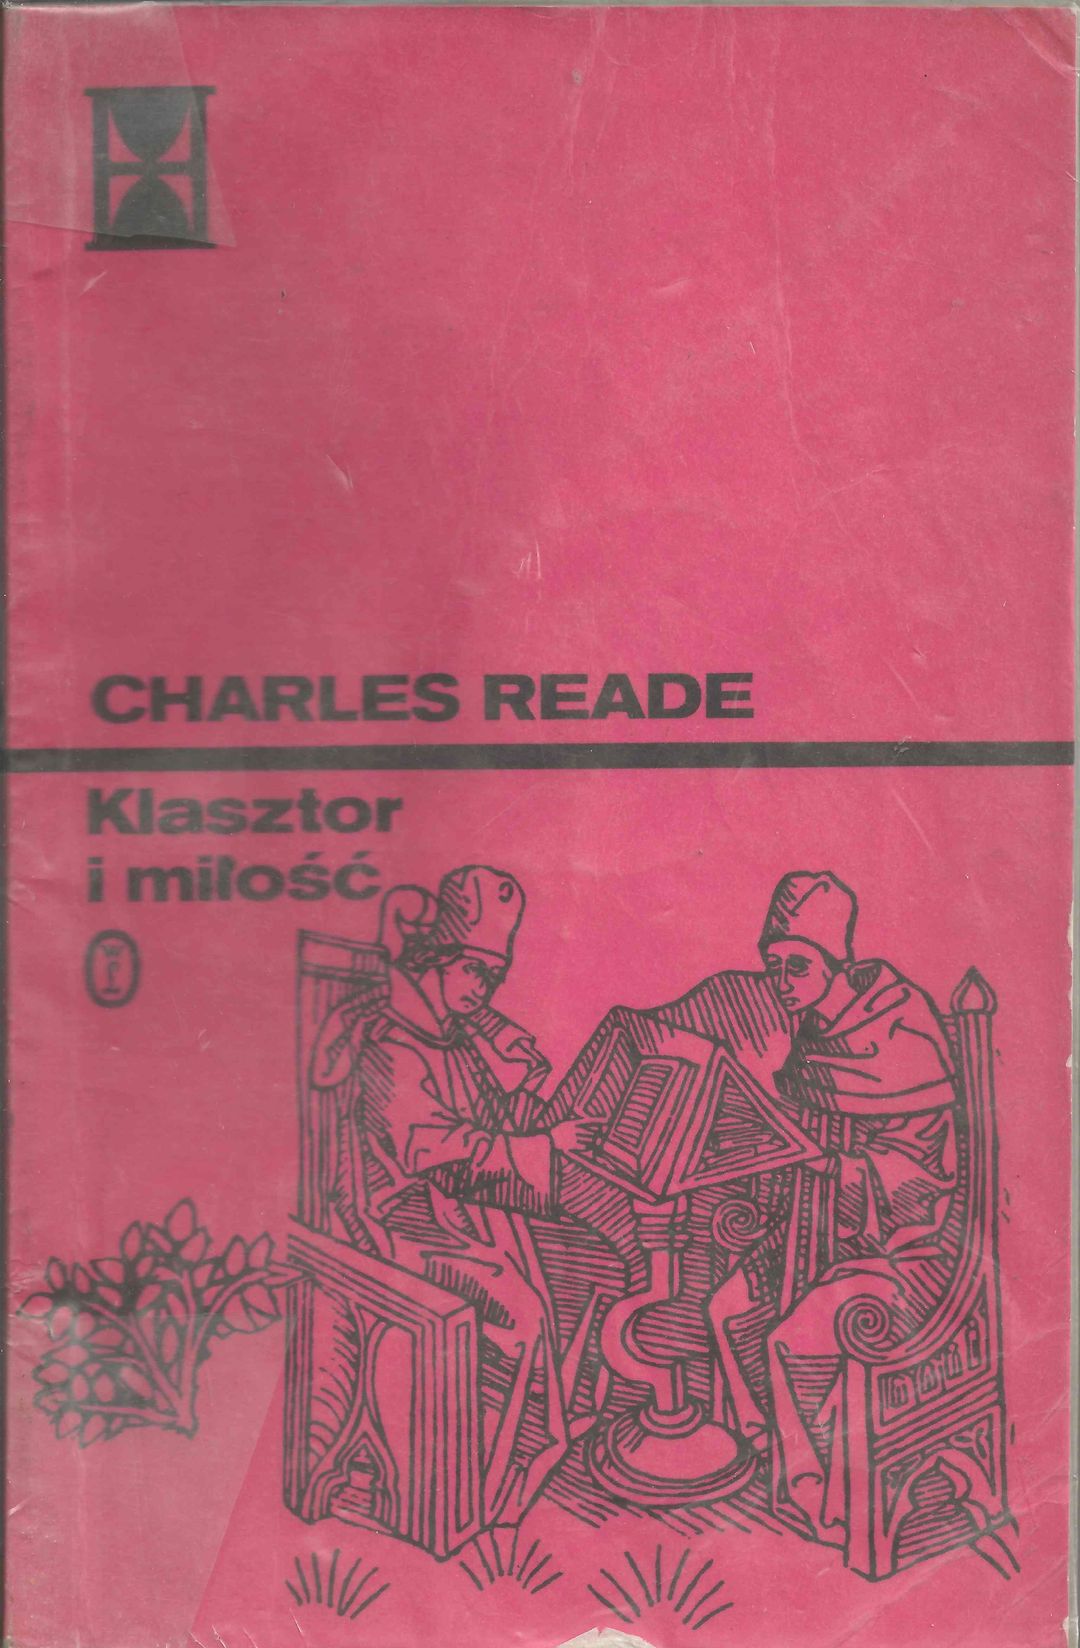 CHARLES READE
Klasztor
i miłość